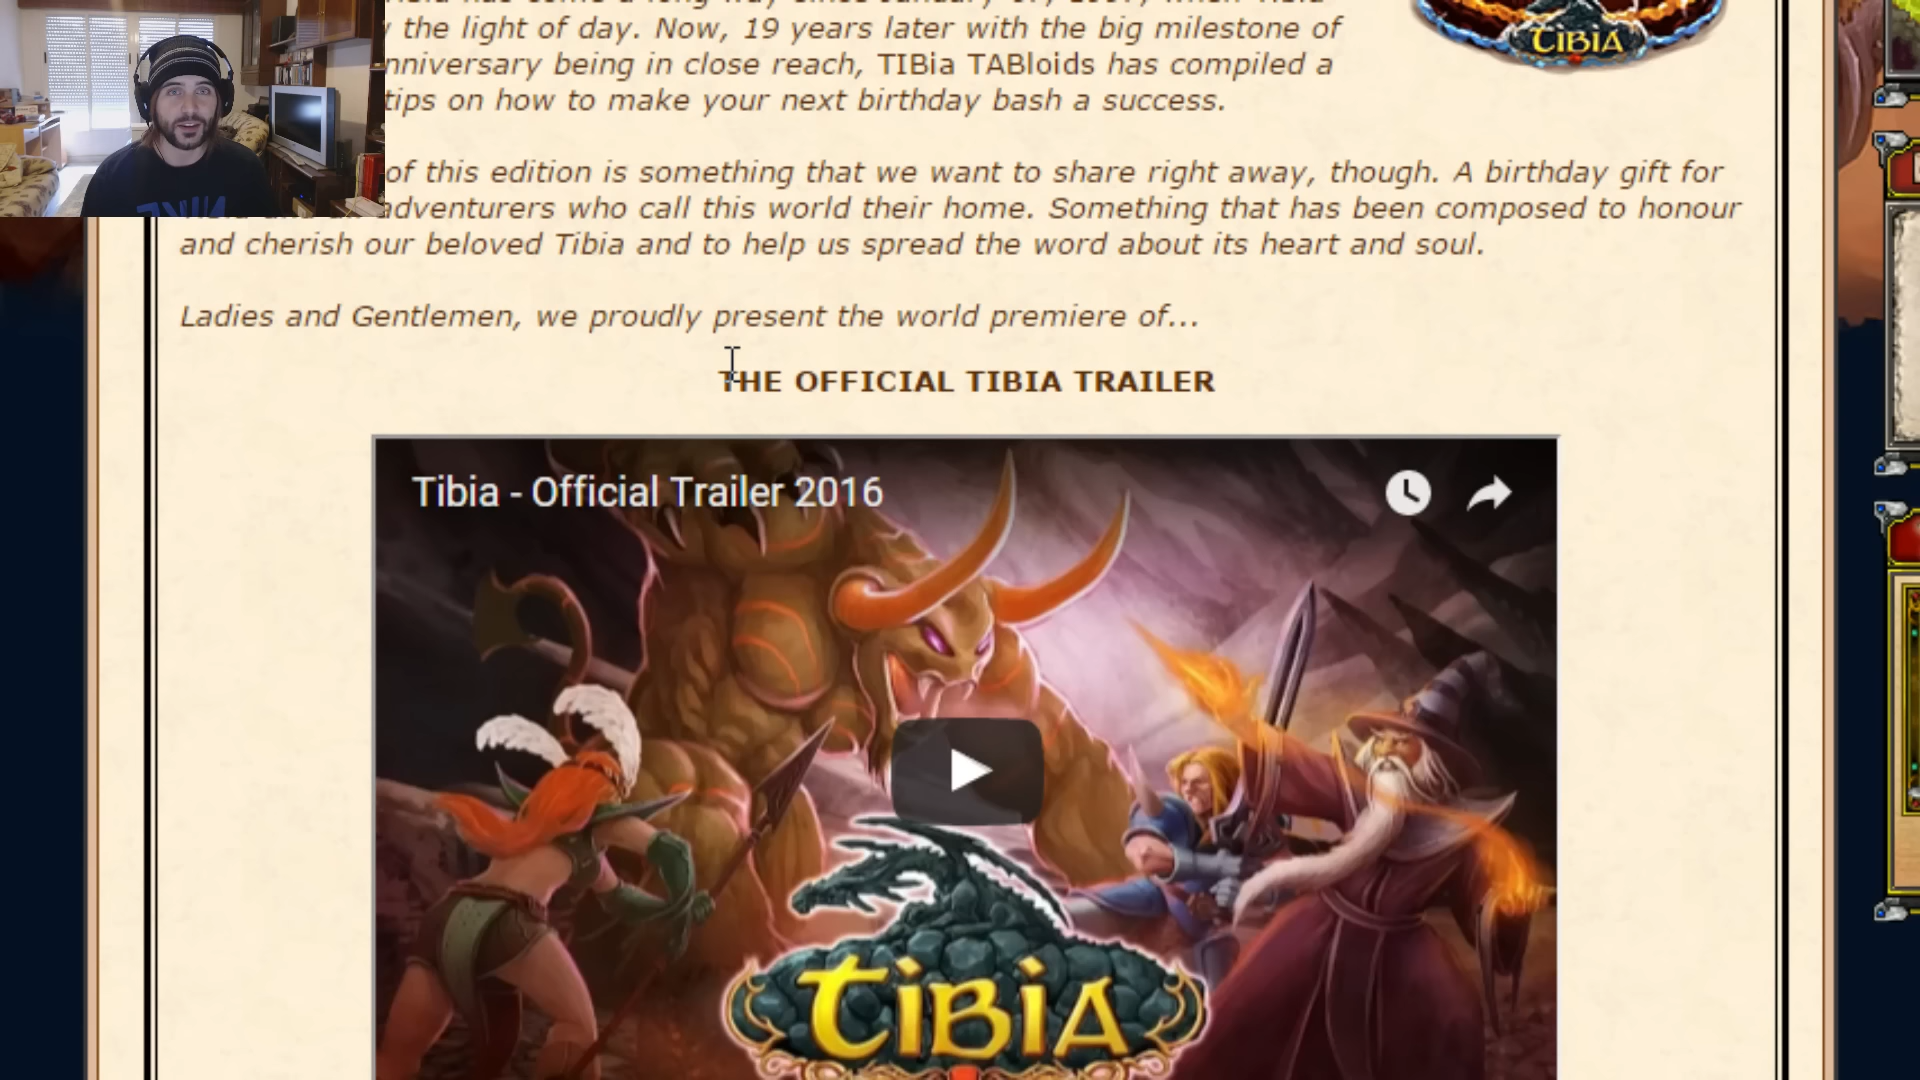 the light of day. Now, 19 years later with the big milestone of
TIBIA
nniversary being in close reach, TIBia TABloids has compiled a
tips on how to make your next birthday bash a success.
of this edition is something that we want to share right away, though. A birthday gift for
adventurers who call this world their home. Something that has been composed to honour
and cherish our beloved Tibia and to help us spread the word about its heart and soul.
Ladies and Gentlemen, we proudly present the world premiere of...
THE OFFICIAL TIBIA TRAILER
Tibia - Official Trailer 2016
TIBIA